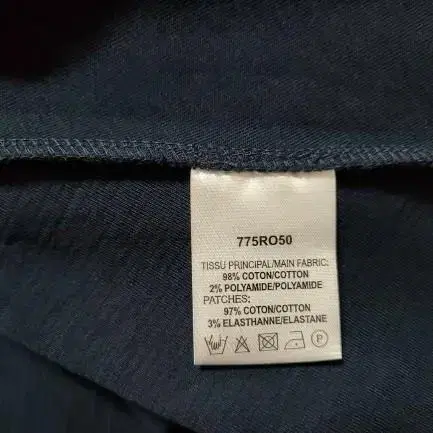 775RO50
TISSU PRINCIPAL/MAIN FABRIC:
98% COTON/COTTON
2% POLYAMIDE/POLYAMIDE
PATCHES:
97% COTON/COTTON
3% ELASTHANNE/ELASTANE
P